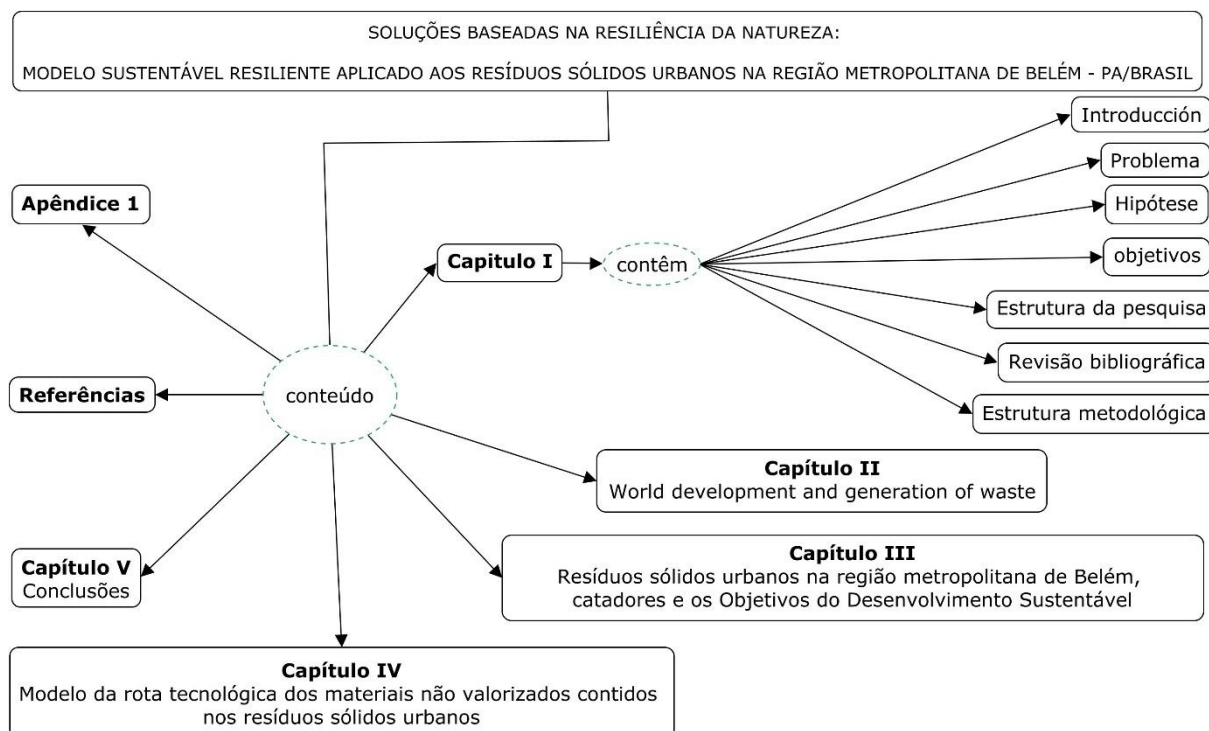 SOLUÇÕES BASEADAS NA RESILIÊNCIA DA NATUREZA:
MODELO SUSTENTÁVEL RESILIENTE APLICADO AOS RESÍDUOS SÓLIDOS URBANOS NA REGIÃO METROPOLITANA DE BELÉM - PA/BRASIL
Introducción
Problema
Hipótese
objetivos
Estrutura da pesquisa
Revisão bibliográfica
Estrutura metodológica
Apêndice 1
Capitulo I
contêm
Referências
conteúdo
Capítulo II
World development and generation of waste
Capítulo III
Resíduos sólidos urbanos na região metropolitana de Belém,
catadores e os Objetivos do Desenvolvimento Sustentável
Capítulo V
Conclusões
Capítulo IV
Modelo da rota tecnológica dos materiais não valorizados contidos
nos resíduos sólidos urbanos